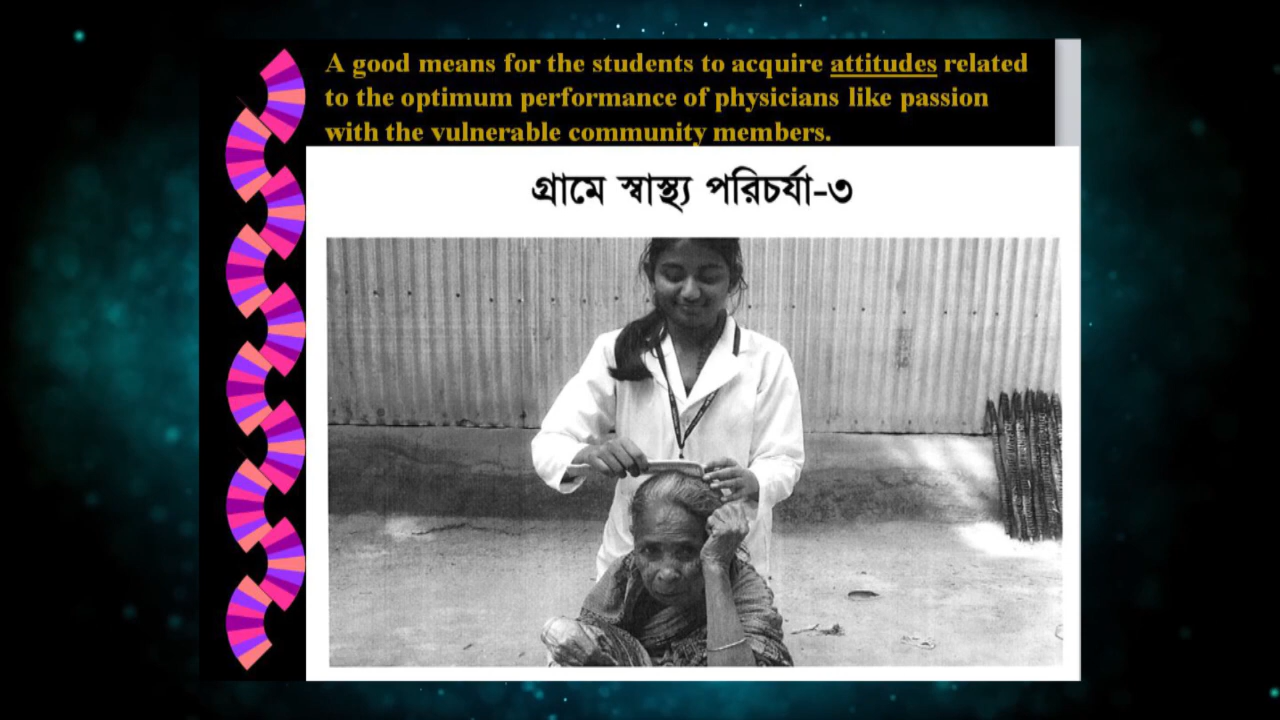 A good means for the students to acquire attitudes related
to the optimum performance of physicians like passion
with the vulnerable community members.
গ্রামে স্বাস্থ্য পরিচর্যা-৩